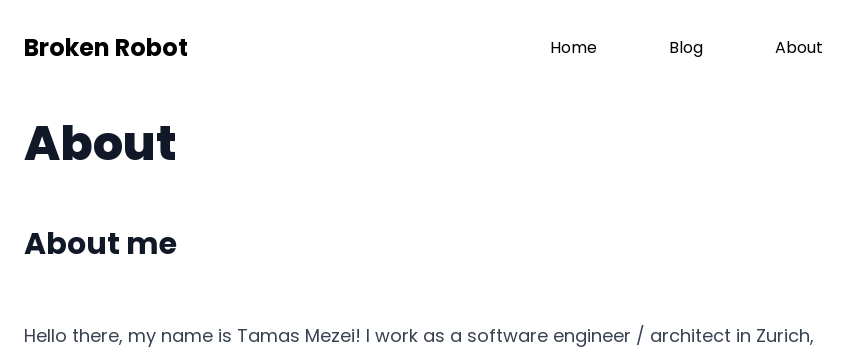 Broken Robot
Home Blog About
About
About me
Hello there, my name is Tamas Mezei! I work as a software engineer / architect in Zurich,